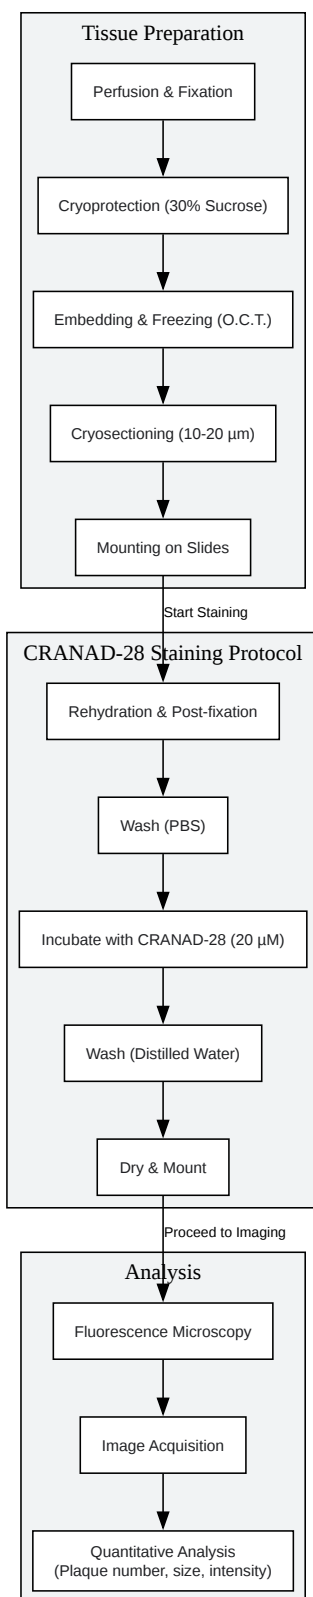 Tissue Preparation
Perfusion & Fixation
Cryoprotection (30% Sucrose)
Embedding & Freezing (O.C.T.)
Cryosectioning (10-20 µm)
Mounting on Slides
Start Staining
CRANAD-28 Staining Protocol
Rehydration & Post-fixation
Wash (PBS)
Incubate with CRANAD-28 (20 µM)
Wash (Distilled Water)
Dry & Mount
Proceed to Imaging
Analysis
Fluorescence Microscopy
Image Acquisition
Quantitative Analysis
(Plaque number, size, intensity)